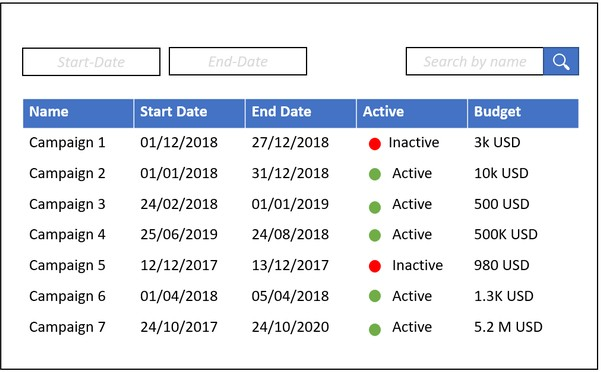 Start-Date End-Date Search by name
Name Start Date End Date Active Budget
Campaign 1 01/12/2018 27/12/2018 Inactive 3k USD
Campaign 2 01/01/2018 31/12/2018 Active 10k USD
Campaign 3 24/02/2018 01/01/2019 Active 500 USD
Campaign 4 25/06/2019 24/08/2018 Active 500K USD
Campaign 5 12/12/2017 13/12/2017 Inactive 980 USD
Campaign 6 01/04/2018 05/04/2018 Active 1.3K USD
Campaign 7 24/10/2017 24/10/2020 Active 5.2 M USD